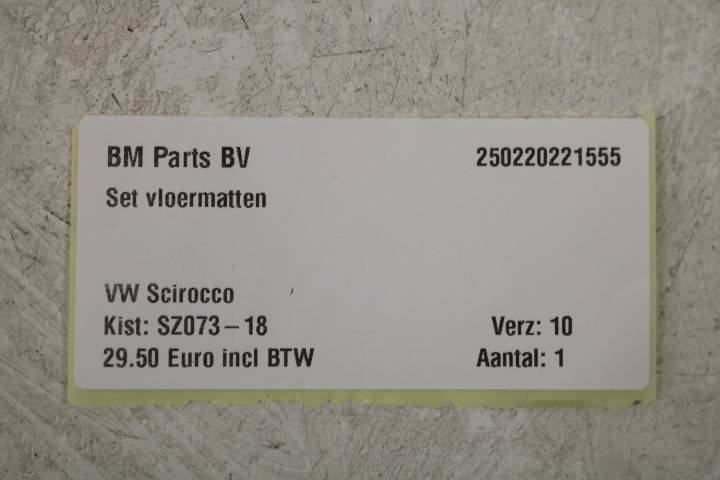 BM Parts BV 250220221555
Set vloermatten
VW Scirocco
Kist: SZ073-18 Verz: 10
29.50 Euro incl BTW Aantal: 1